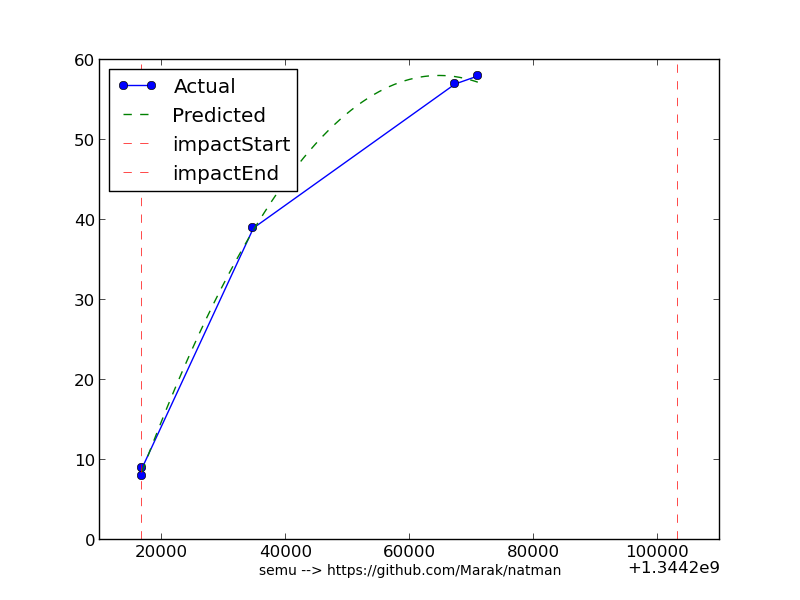 60
50
40
30
20
10
0
Actual
Predicted
impactStart
impactEnd
20000
40000
60000
80000
100000
semu --> https://github.com/Marak/natman
+1.3442e9